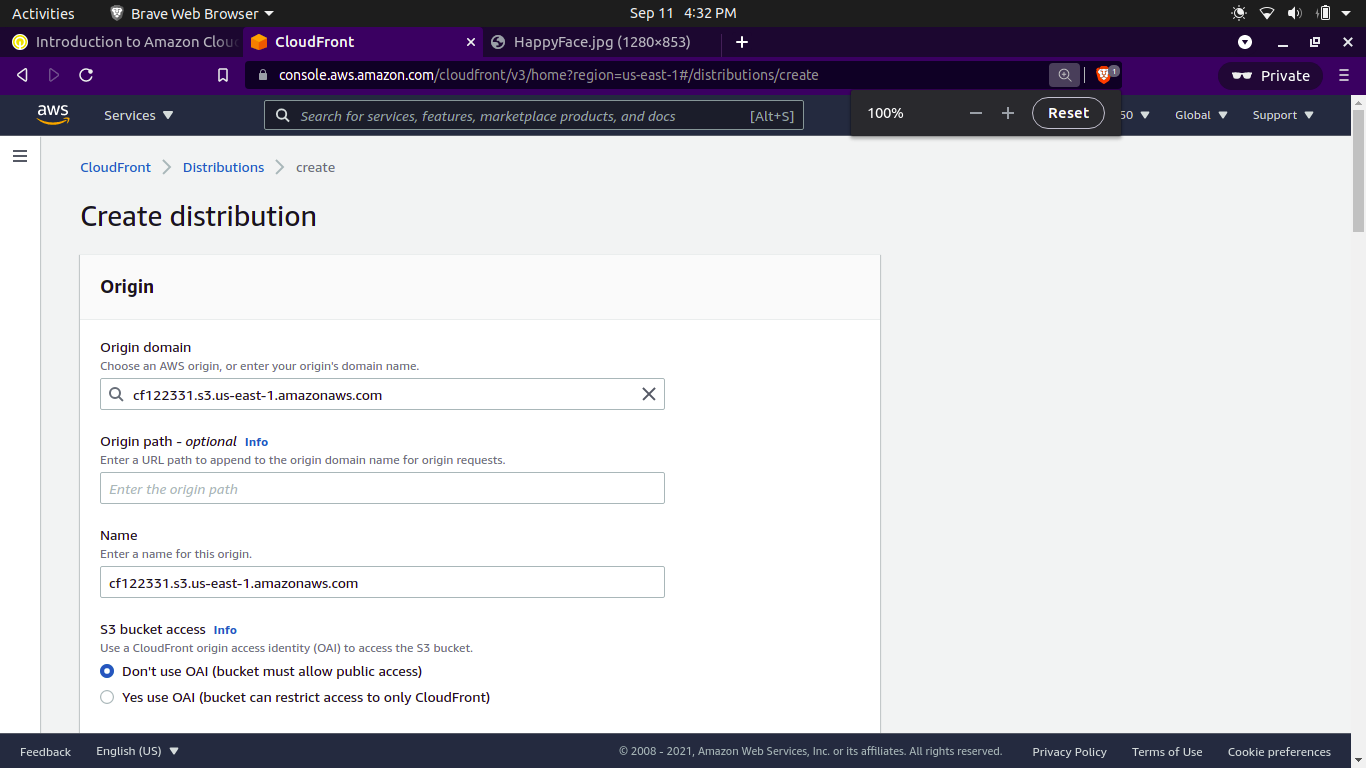 Activities Brave Web Browser Sep 11 4:32 PM
Introduction to Amazon Clou CloudFront HappyFace.jpg (1280×853)
console.aws.amazon.com/cloudfront/v3/home?region=us-east-1#/distributions/create 1 Private
100% Reset
aws Services Search for services, features, marketplace products, and docs [Alt+S] 50 Global Support
CloudFront Distributions create
Create distribution
Origin
Origin domain
Choose an AWS origin, or enter your origin's domain name.
cf122331.s3.us-east-1.amazonaws.com
Origin path - optional Info
Enter a URL path to append to the origin domain name for origin requests.
Enter the origin path
Name
Enter a name for this origin.
cf122331.s3.us-east-1.amazonaws.com
S3 bucket access Info
Use a CloudFront origin access identity (OAI) to access the S3 bucket.
Don't use OAI (bucket must allow public access)
Yes use OAI (bucket can restrict access to only CloudFront)
Feedback English (US) © 2008 - 2021, Amazon Web Services, Inc. or its affiliates. All rights reserved. Privacy Policy Terms of Use Cookie preferences